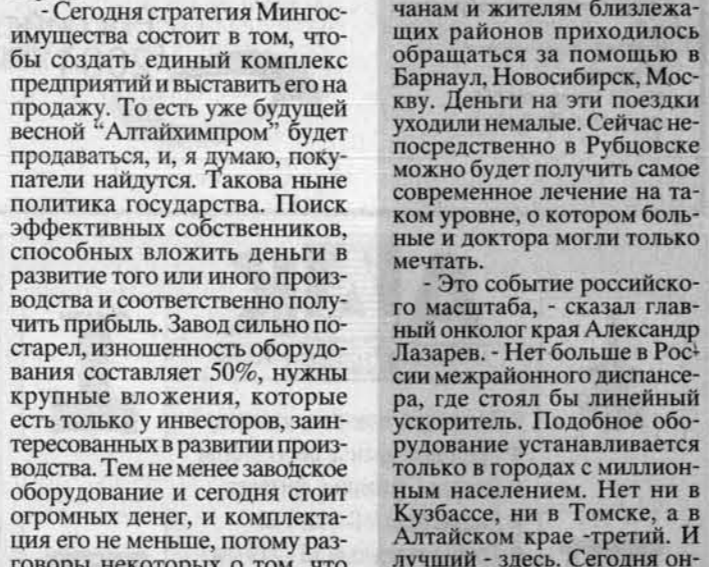 - Сегодня стратегия Мингос-
имущества состоит в том, что-
бы создать единый комплекс
предприятий и выставить его на
продажу. То есть уже будущей
весной "Алтайхимпром" будет
продаваться, и, я думаю, поку-
патели найдутся. Такова ныне
политика государства. Поиск
эффективных собственников,
способных вложить деньги в
развитие того или иного произ-
водства и соответственно полу-
чить прибыль. Завод сильно по-
старел, изношенность оборудо-
вания составляет 50%, нужны
крупные вложения, которые
есть только у инвесторов, заин-
тересованных в развитии произ-
водства. Тем не менее заводское
оборудование и сегодня стоит
огромных денег, и комплекта-
ция его не меньше, потому раз-
говоры некоторых о том, что
чанам и жителям близлежа-
щих районов приходилось
обращаться за помощью в
Барнаул, Новосибирск, Мос-
кву. Деньги на эти поездки
уходили немалые. Сейчас не-
посредственно в Рубцовске
можно будет получить самое
современное лечение на та-
ком уровне, о котором боль-
ные и доктора могли только
мечтать.
- Это событие российско-
го масштаба, - сказал глав-
ный онколог края Александр
Лазарев. - Нет больше в Рос-
сии межрайонного диспансе-
ра, где стоял бы линейный
ускоритель. Подобное обо-
рудование устанавливается
только в городах с миллион-
ным населением. Нет ни в
Кузбассе, ни в Томске, а в
Алтайском крае -третий. И
лучший - здесь. Сегодня он-